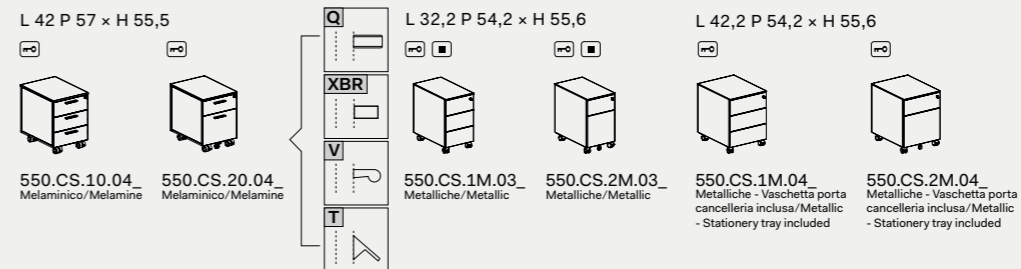 L 42 P 57 × H 55,5
550.CS.10.04_
Melaminico/Melamine
550.CS.20.04_
Melaminico/Melamine
Q
XBR
V
T
L 32,2 P 54,2 × H 55,6
550.CS.1M.03_
Metalliche/Metallic
550.CS.2M.03_
Metalliche/Metallic
L 42,2 P 54,2 × H 55,6
550.CS.1M.04_
Metalliche - Vaschetta porta
cancelleria inclusa/Metallic
- Stationery tray included
550.CS.2M.04_
Metalliche - Vaschetta porta
cancelleria inclusa/Metallic
- Stationery tray included